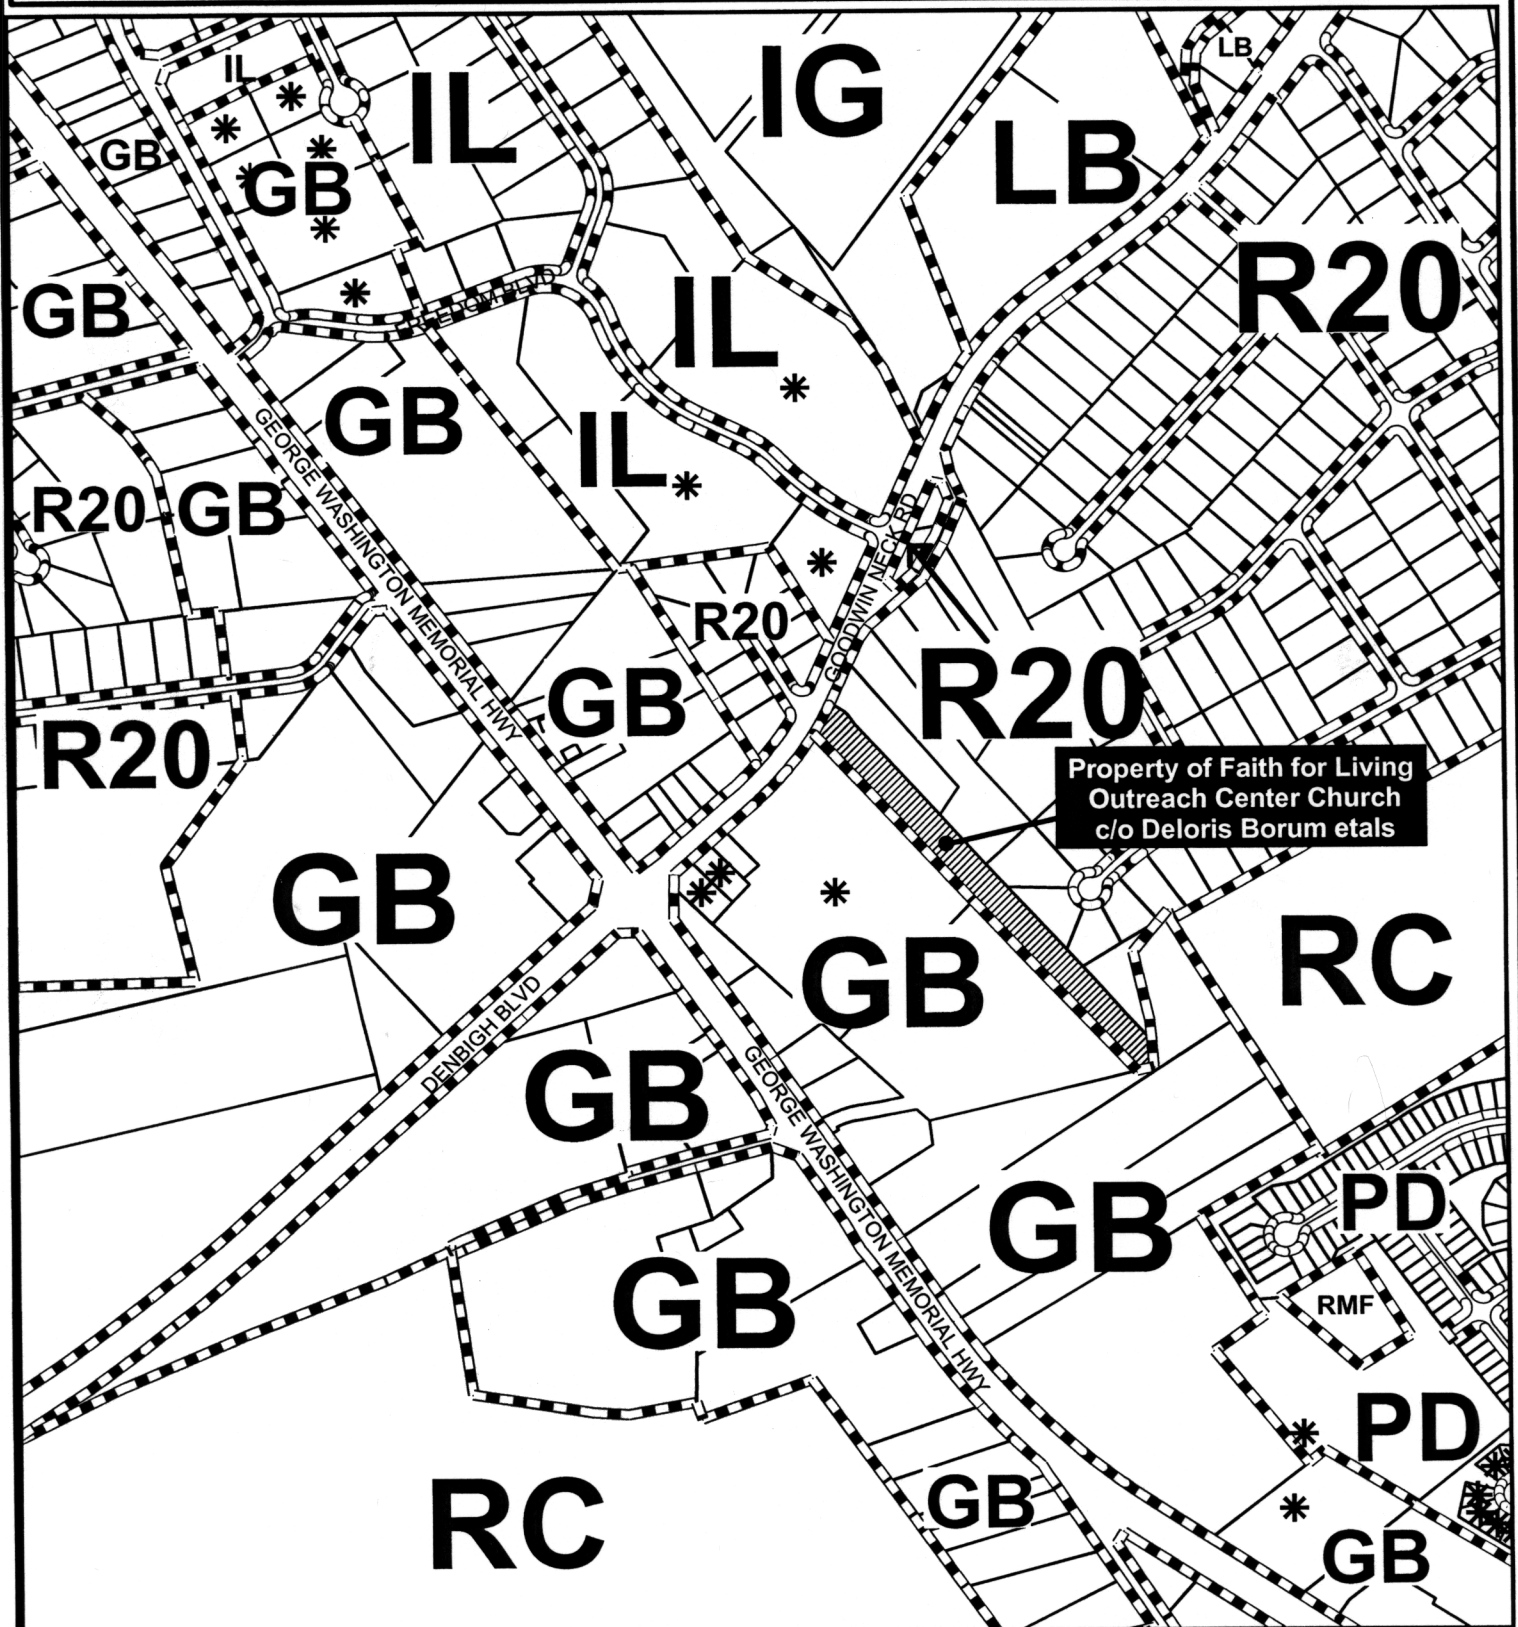 IG
LB
IL
IL
LB
GB
GB
R20
GB
IL
FREEDOM BLVD
GB
IL
R20
GB
GEORGE WASHINGTON MEMORIAL HWY
GOODWIN NECK RD
R20
R20
GB
R20
Property of Faith for Living
Outreach Center Church
c/o Deloris Borum etals
GB
GB
RC
DENBIGH BLVD
GB
GEORGE WASHINGTON MEMORIAL HWY
GB
PD
GB
RMF
PD
RC
GB
GB